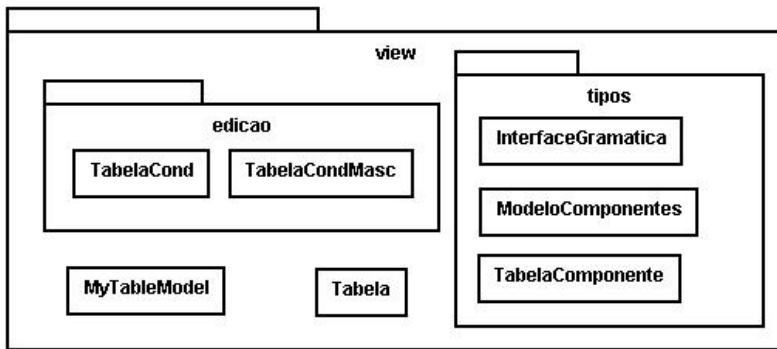 view
edicao
TabelaCond
TabelaCondMasc
tipos
InterfaceGramatica
ModeloComponentes
TabelaComponente
MyTableModel
Tabela